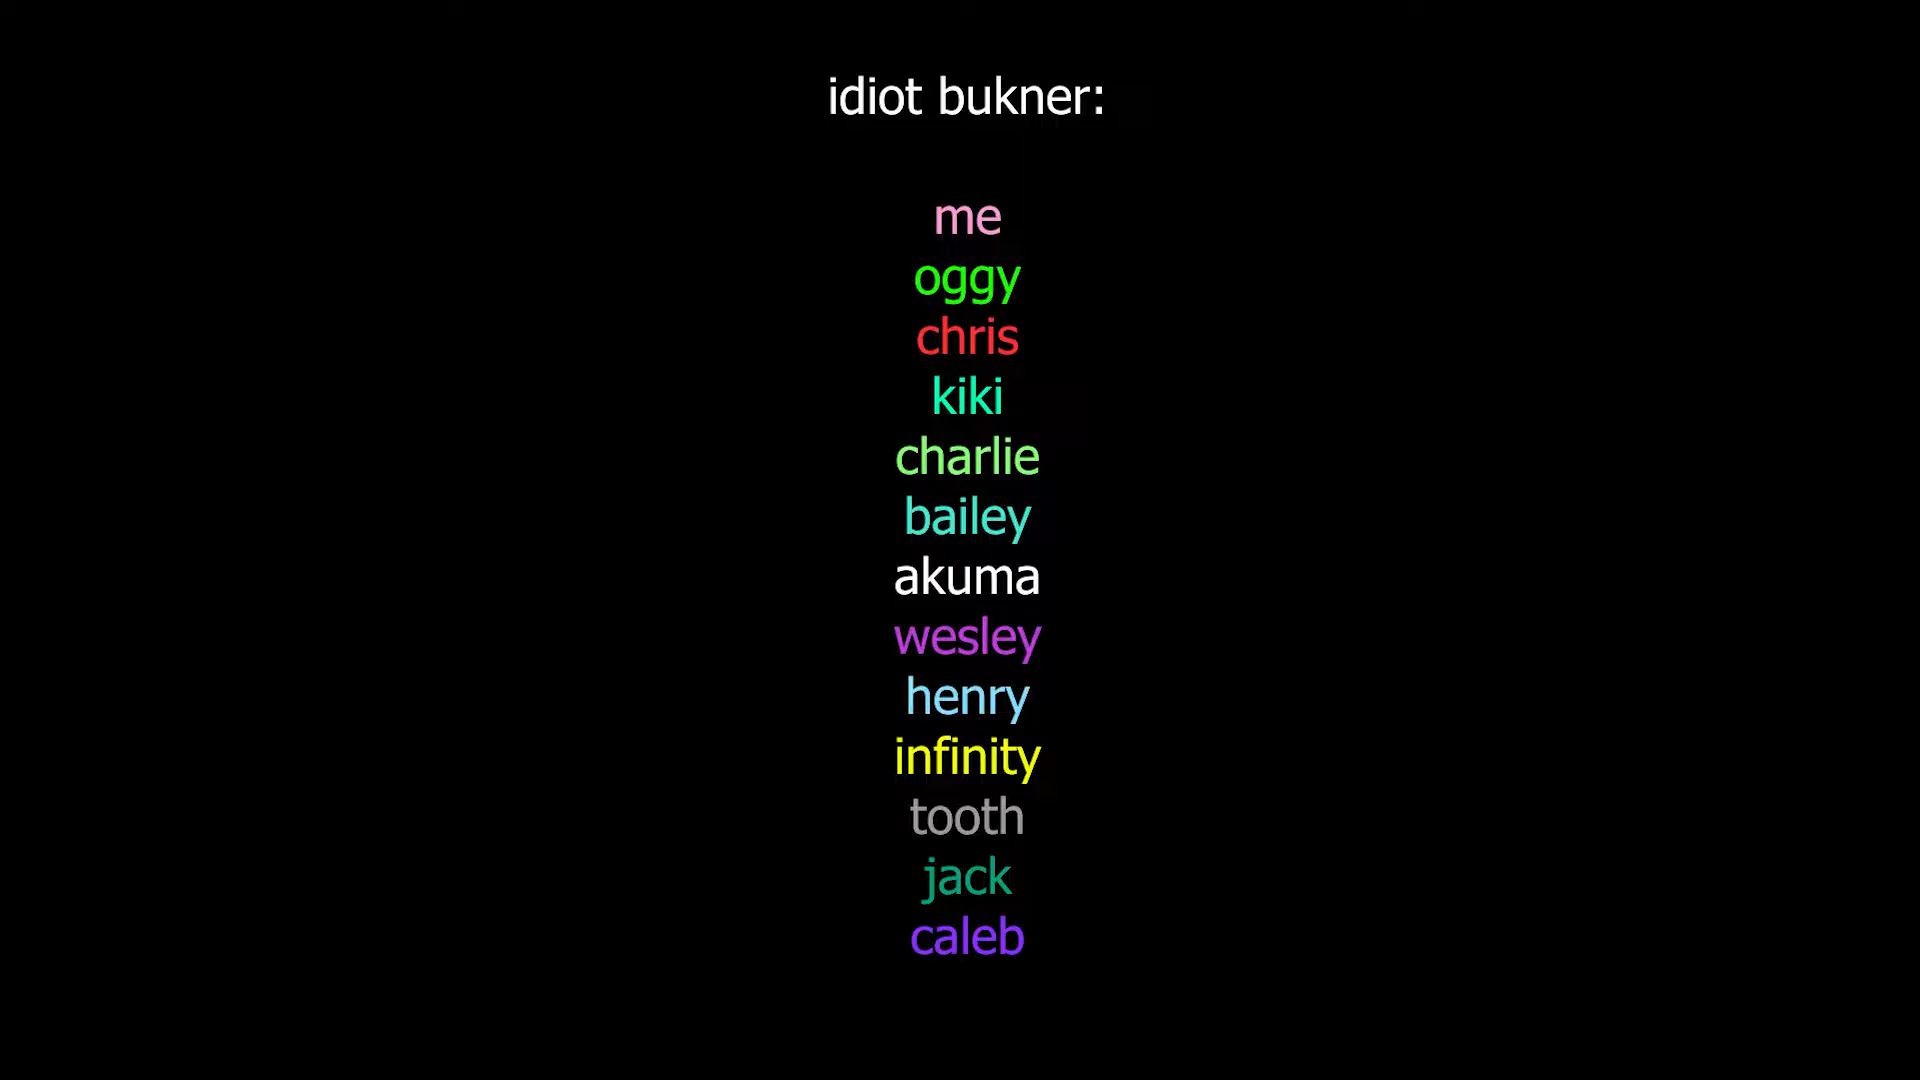 idiot bukner:
me
oggy
chris
kiki
charlie
bailey
akuma
wesley
henry
infinity
tooth
jack
caleb